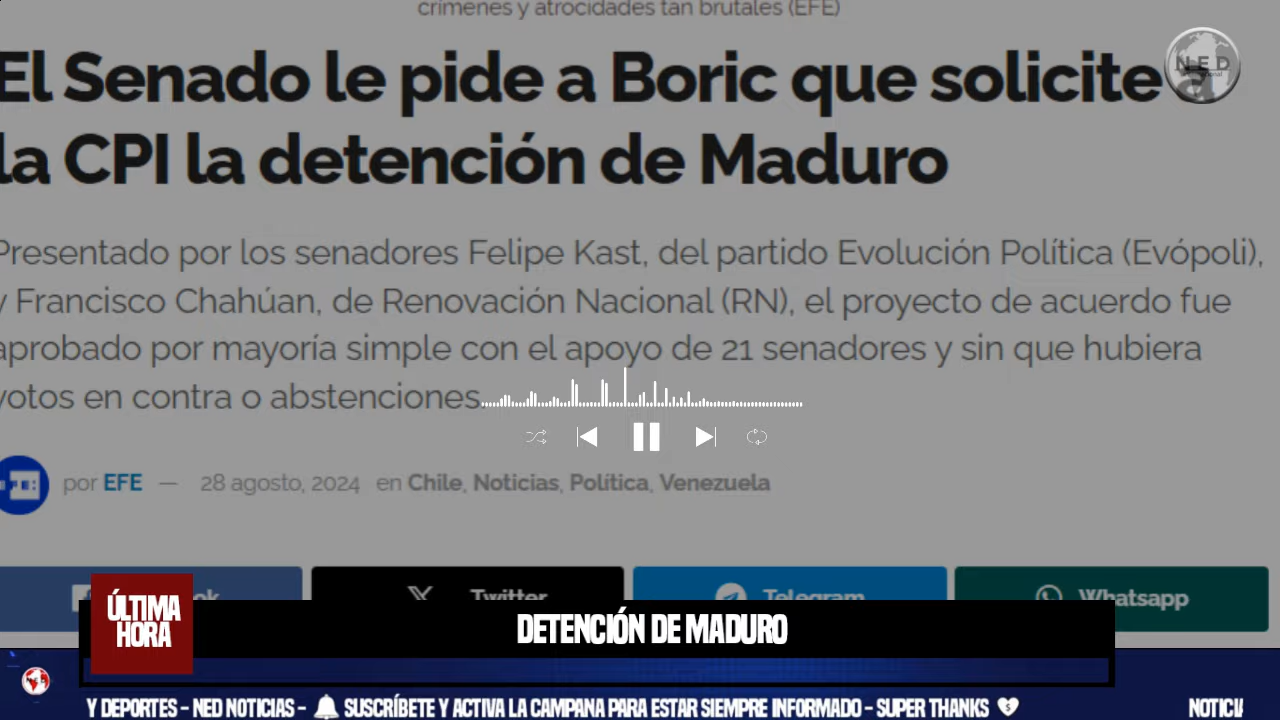 crímenes y atrocidades tan brutales (EFE)
El Senado le pide a Boric que solicite a
la CPI la detención de Maduro
N.E.D
Presentado por los senadores Felipe Kast, del partido Evolución Política (Evópoli),
y Francisco Chahúan, de Renovación Nacional (RN), el proyecto de acuerdo fue
aprobado por mayoría simple con el apoyo de 21 senadores y sin que hubiera
votos en contra o abstenciones.
por EFE — 28 agosto, 2024 en Chile, Noticias, Política, Venezuela
ok Twitter Telegram Whatsapp
ÚLTIMA
HORA
DETENCIÓN DE MADURO
Y DEPORTES - NED NOTICIAS - SUSCRÍBETE Y ACTIVA LA CAMPANA PARA ESTAR SIEMPRE INFORMADO - SUPER THANKS NOTICI